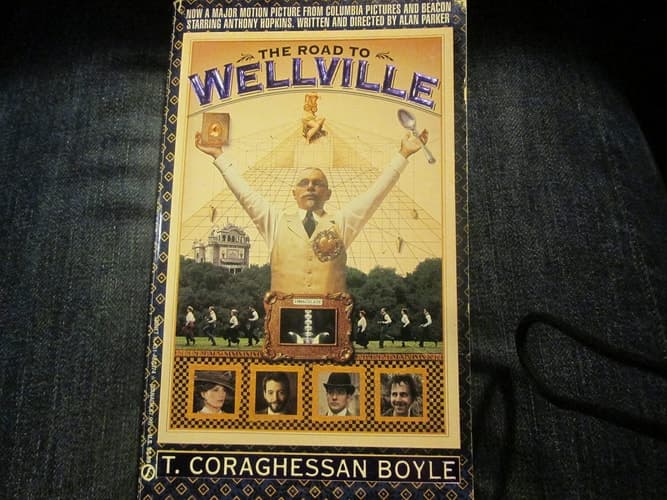 NOW A MAJOR MOTION PICTURE FROM COLUMBIA PICTURES AND BEACON
STARRING ANTHONY HOPKINS. WRITTEN AND DIRECTED BY ALAN PARKER
THE ROAD TO
WELLVILLE
T. CORAGHESSAN BOYLE